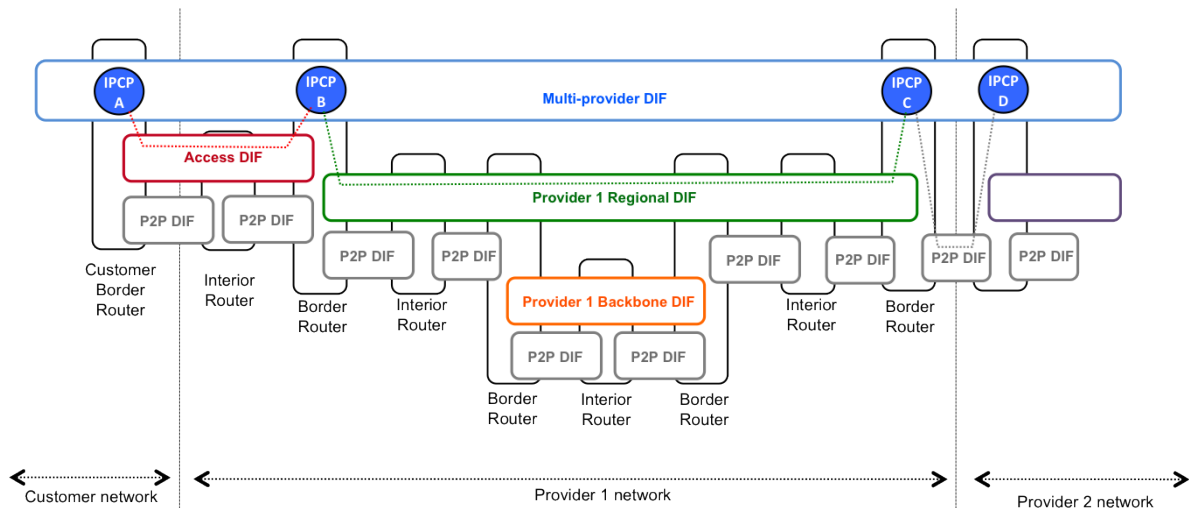 IPCP
A
IPCP
B
Multi-provider DIF
IPCP
C
IPCP
D
Access DIF
Provider 1 Regional DIF
P2P DIF
P2P DIF
P2P DIF
P2P DIF
P2P DIF
P2P DIF
P2P DIF
P2P DIF
Customer
Border
Router
Interior
Router
Border
Router
Interior
Router
Provider 1 Backbone DIF
Interior
Router
Border
Router
P2P DIF
P2P DIF
Border
Router
Interior
Router
Border
Router
Customer network
Provider 1 network
Provider 2 network